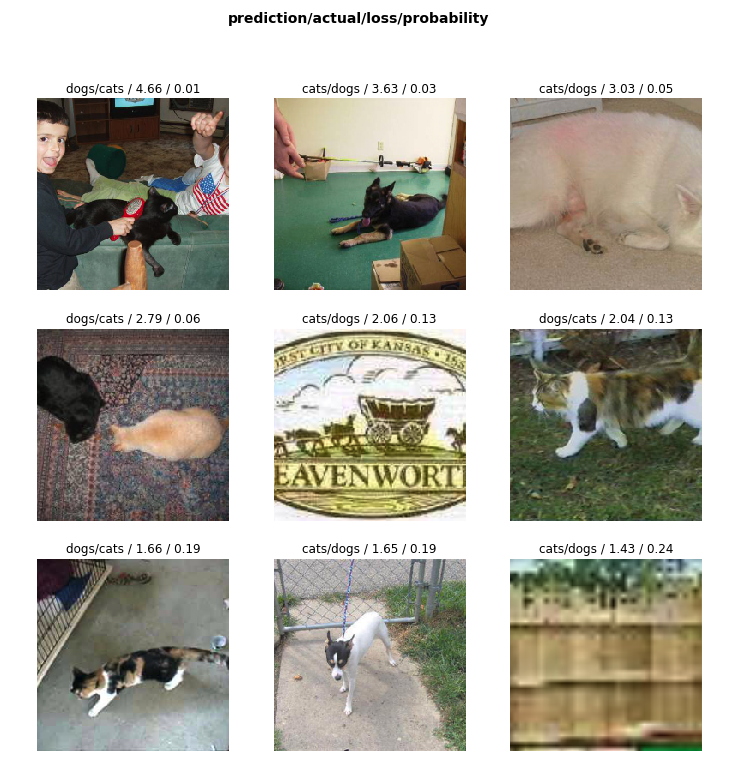 prediction/actual/loss/probability
dogs/cats / 4.66 / 0.01
cats/dogs / 3.63 / 0.03
cats/dogs / 3.03 / 0.05
dogs/cats / 2.79 / 0.06
cats/dogs / 2.06 / 0.13
dogs/cats / 2.04 / 0.13
CITY OF KANSAS
EAVENWORT
dogs/cats / 1.66 / 0.19
cats/dogs / 1.65 / 0.19
cats/dogs / 1.43 / 0.24